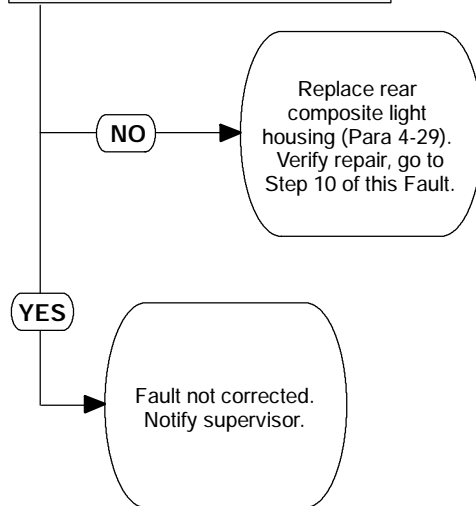 NO
Replace rear
composite light
housing (Para 4-29).
Verify repair, go to
Step 10 of this Fault.
YES
Fault not corrected.
Notify supervisor.